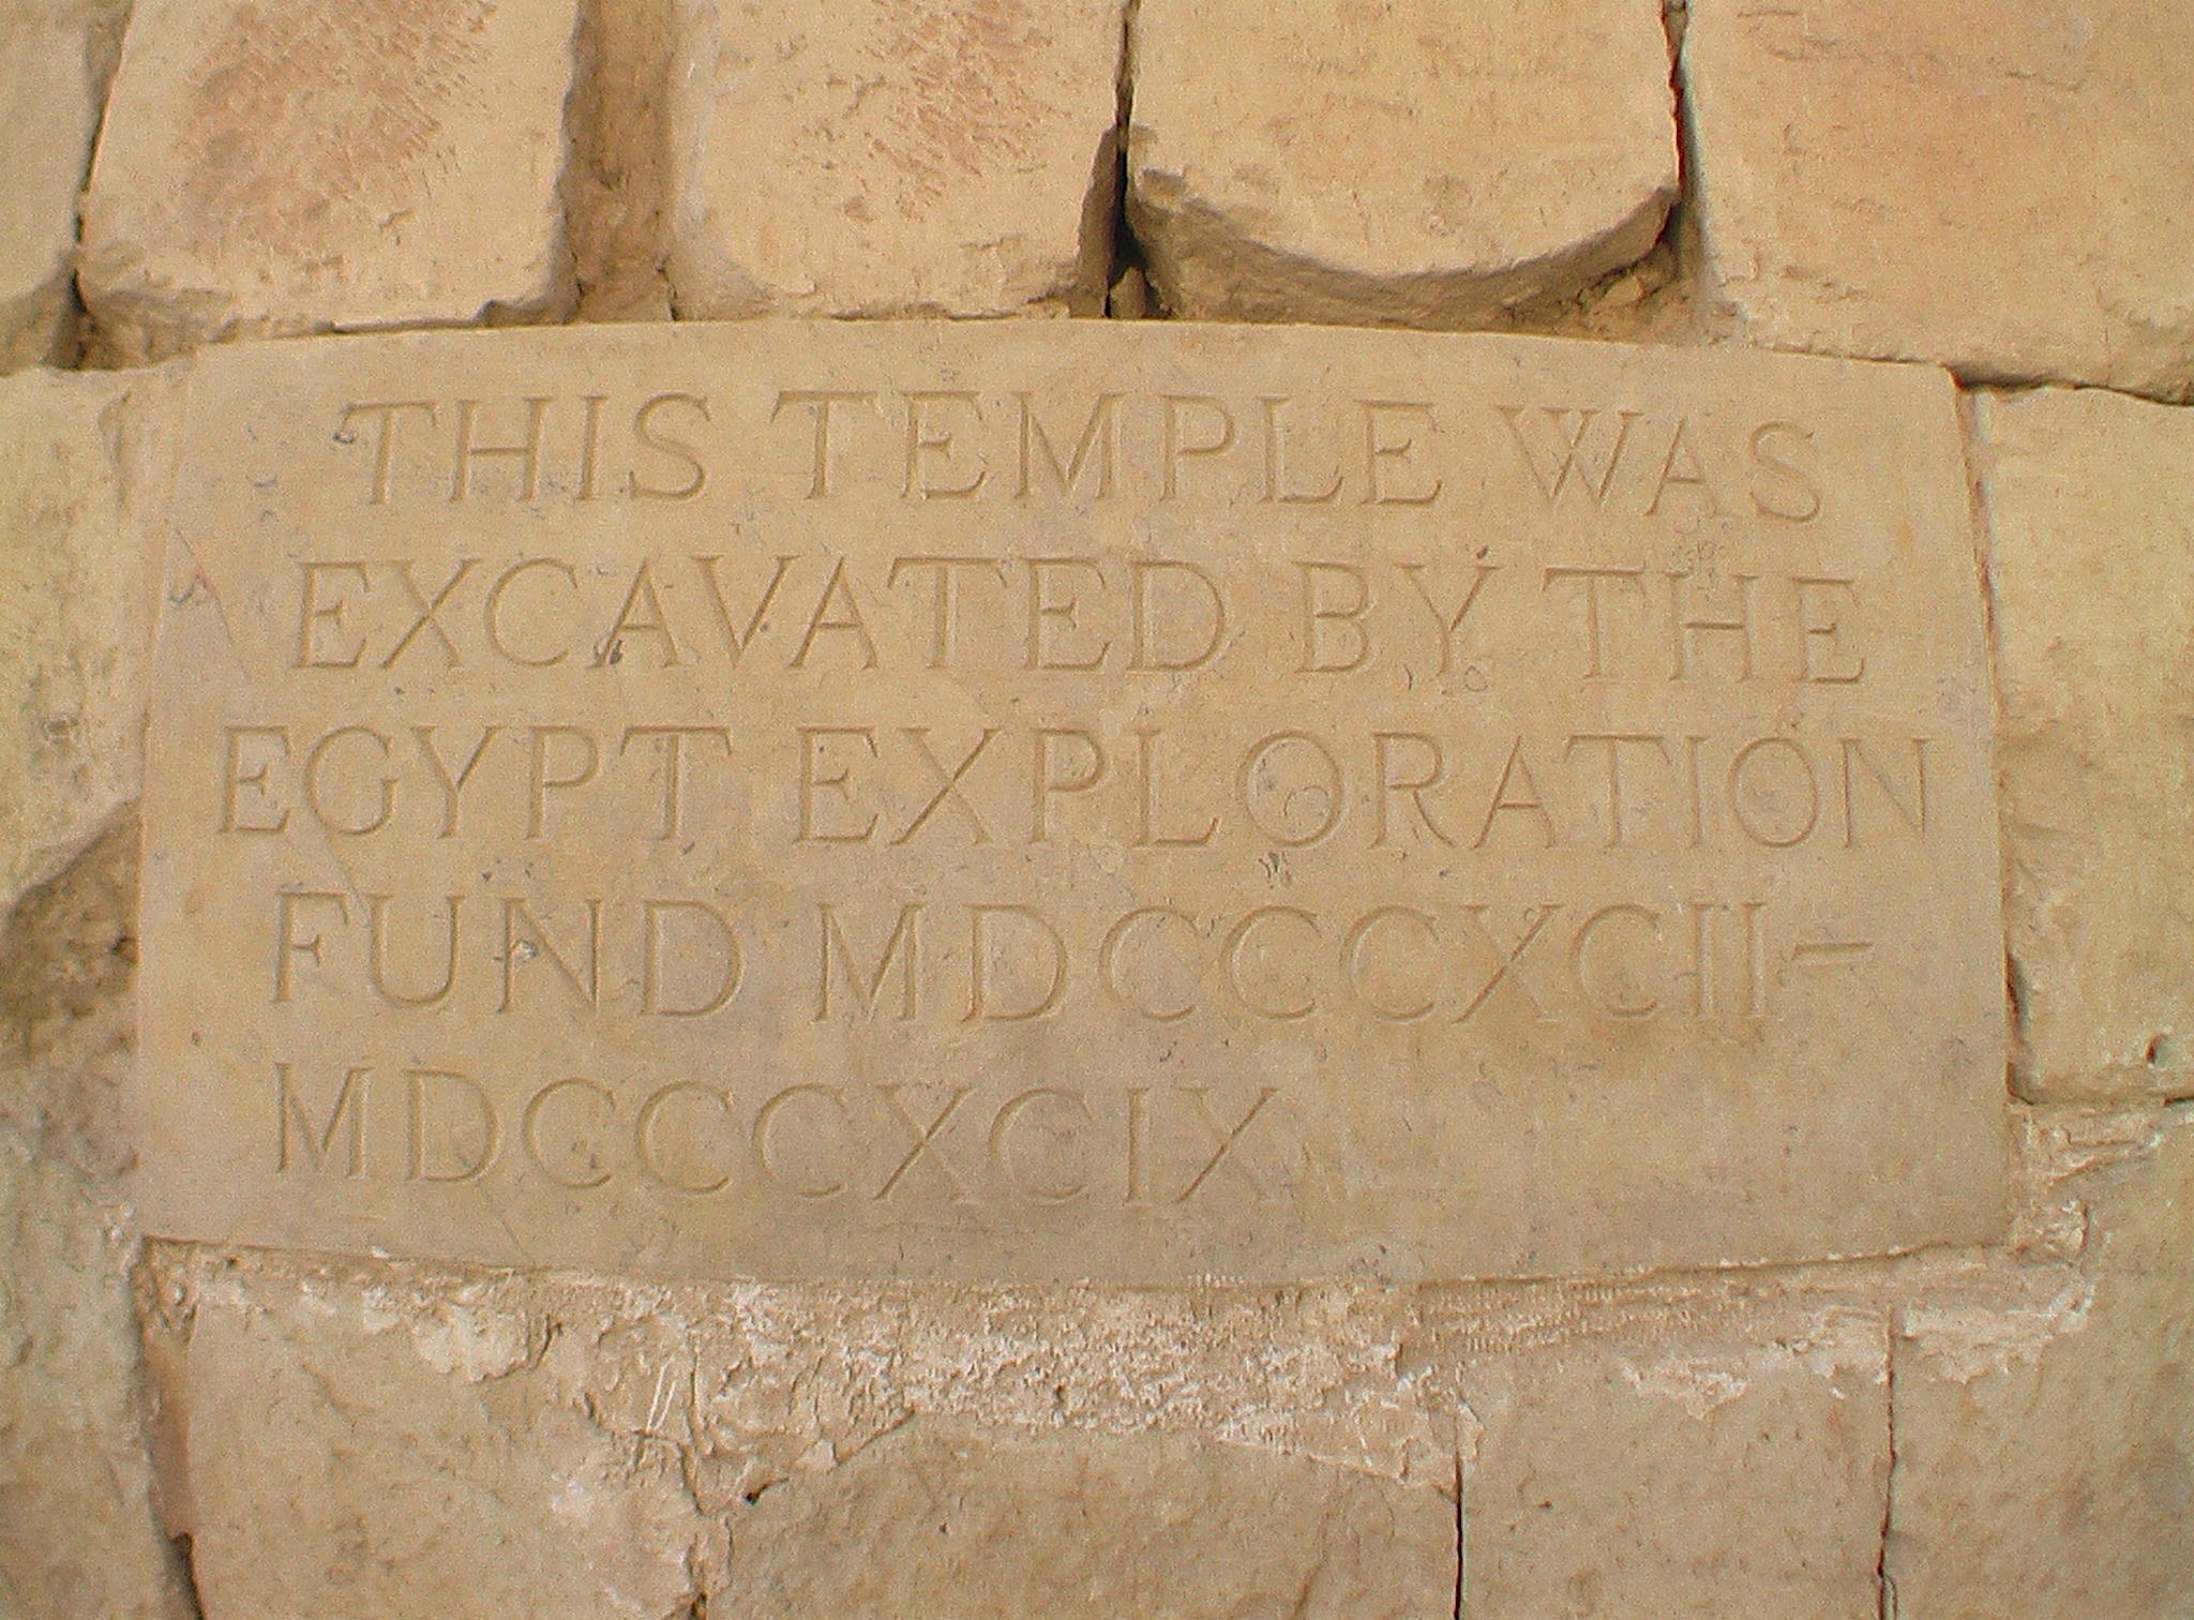 THIS TEMPLE WAS
EXCAVATED BY THE
EGYPT EXPLORATION
FUND MDCCCXCII-
MDCCCXCIX